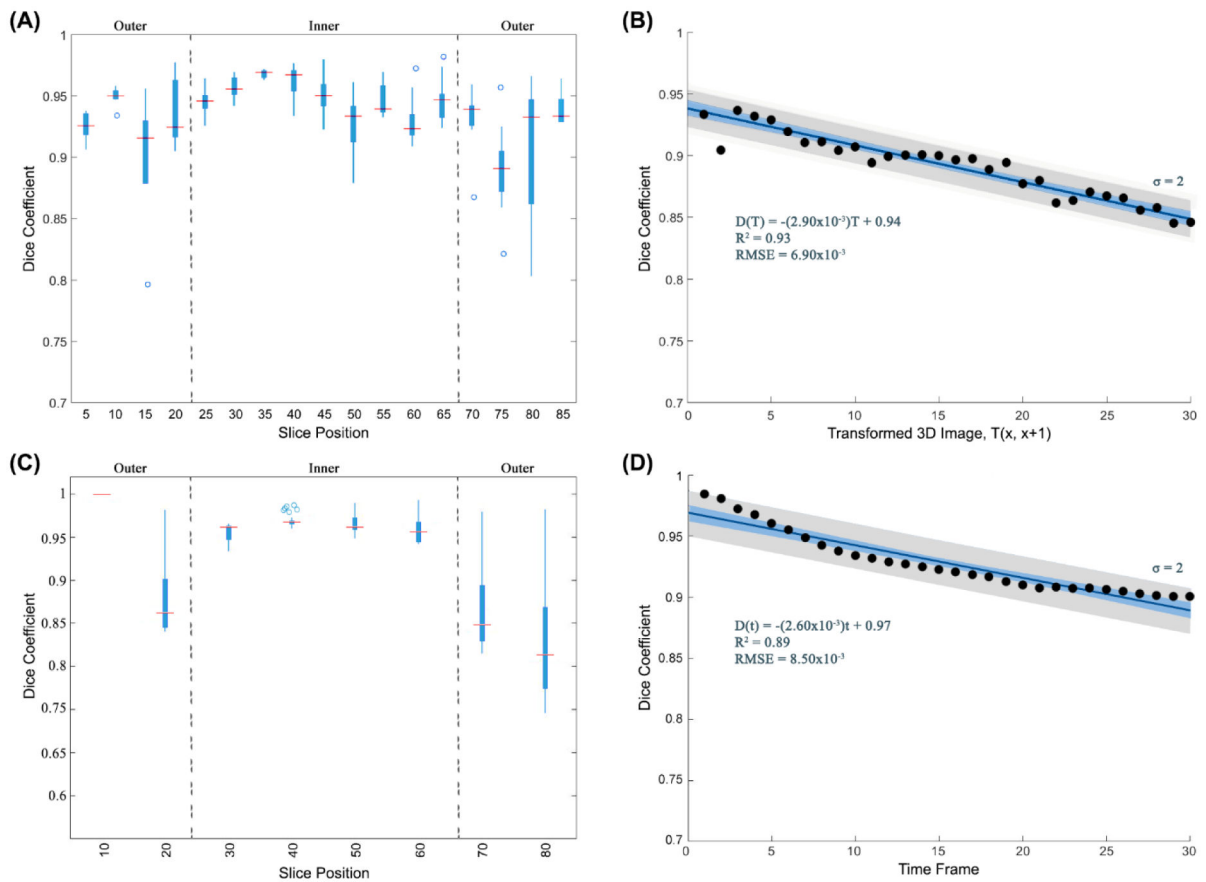 (A)
Outer
Inner
Outer
1
0.95
0.9
0.85
0.8
0.75
0.7
Dice Coefficient
5 10 15 20 25 30 35 40 45 50 55 60 65 70 75 80 85
Slice Position
(B)
1
0.95
0.9
0.85
0.8
0.75
0.7
Dice Coefficient
σ = 2
D(T) = -(2.90x10⁻³)T + 0.94
R² = 0.93
RMSE = 6.90x10⁻³
0 5 10 15 20 25 30
Transformed 3D Image, T(x, x+1)
(C)
Outer
Inner
Outer
1
0.95
0.85
0.8
0.65
0.75
0.65
0.6
Dice Coefficient
10 20 30 40 50 60 70 80
Slice Position
(D)
1
0.95
0.9
0.85
0.8
0.75
0.7
Dice Coefficient
σ = 2
D(t) = -(2.60x10⁻³)t + 0.97
R² = 0.89
RMSE = 8.50x10⁻³
0 5 10 15 20 25 30
Time Frame